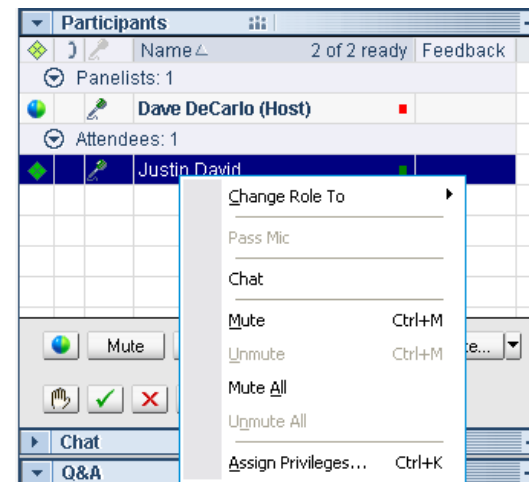 Participants
Name 2 of 2 ready Feedback
Panelists: 1
Dave DeCarlo (Host)
Attendees: 1
Justin David
Change Role To
Pass Mic
Chat
Mute Ctrl+M
Unmute Ctrl+M
Mute All
Unmute All
Assign Privileges... Ctrl+K
Mute
Chat
Q&A